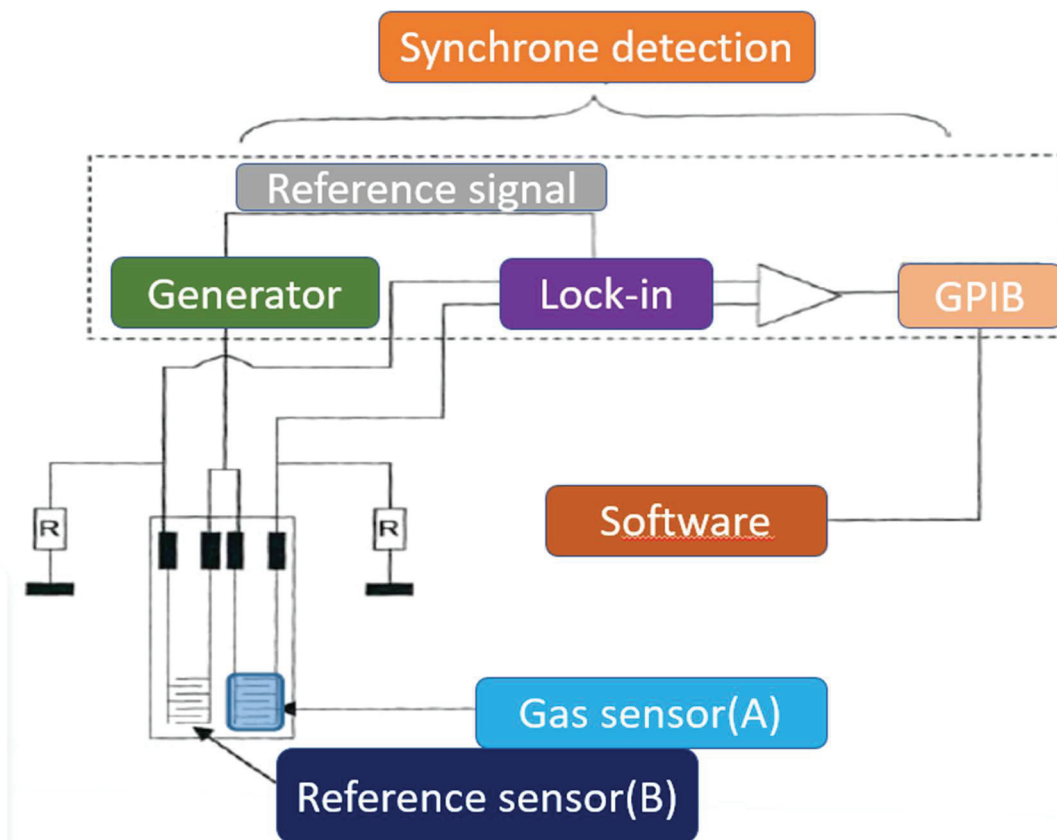 Synchrone detection
Reference signal
Generator
Lock-in
GPIB
R
R
Software
Gas sensor(A)
Reference sensor(B)